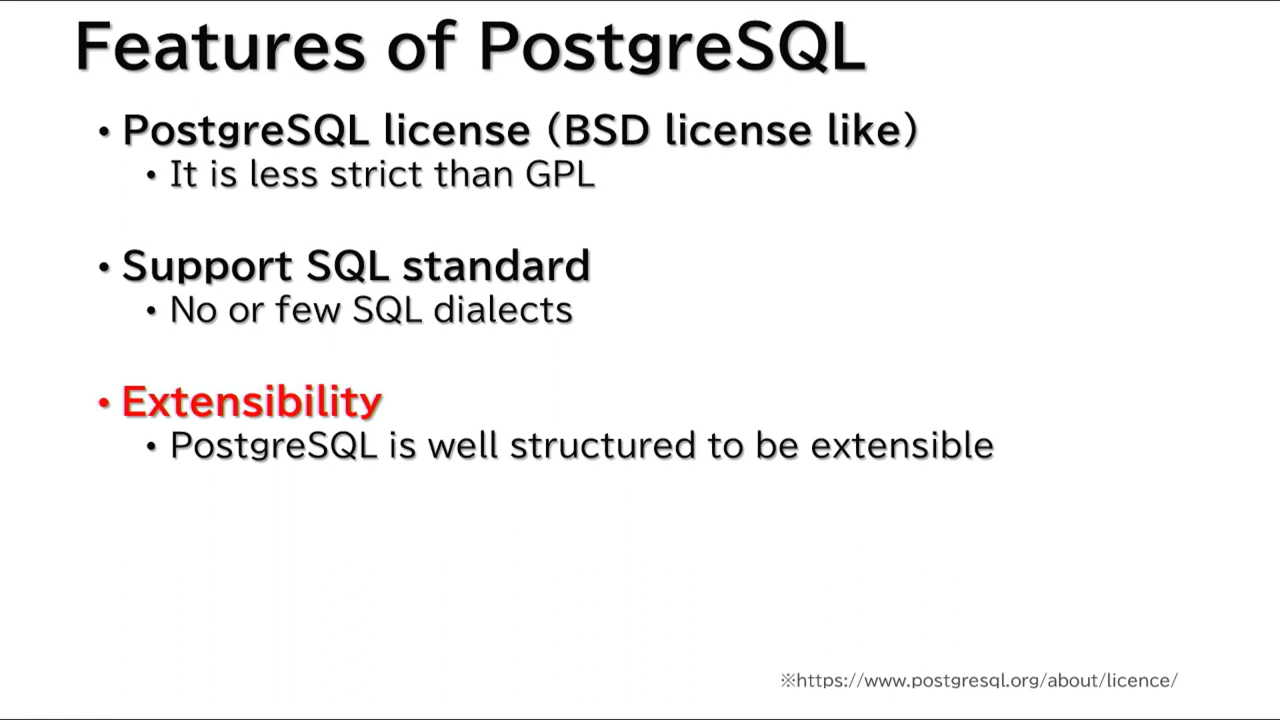 Features of PostgreSQL
• PostgreSQL license (BSD license like)
• It is less strict than GPL
• Support SQL standard
• No or few SQL dialects
• Extensibility
• PostgreSQL is well structured to be extensible
※https://www.postgresql.org/about/licence/